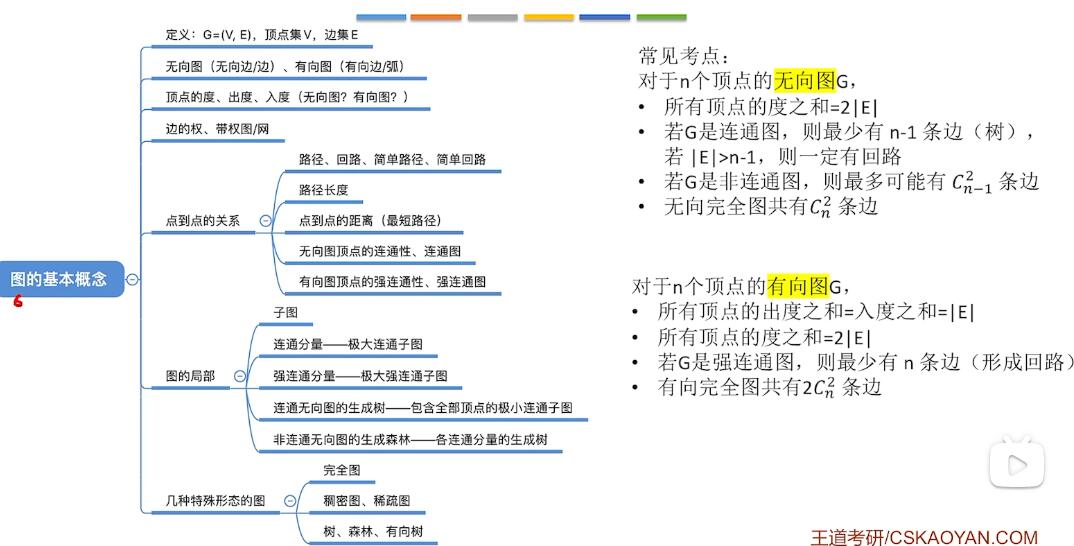 定义：G=(V, E)，顶点集V，边集E
无向图（无向边/边）、有向图（有向边/弧）
顶点的度、出度、入度（无向图？有向图？）
边的权、带权图/网
路径、回路、简单路径、简单回路
路径长度
点到点的关系
点到点的距离（最短路径）
无向图顶点的连通性、连通图
有向图顶点的强连通性、强连通图
图的基本概念
6
子图
连通分量——极大连通子图
图的局部
强连通分量——极大强连通子图
连通无向图的生成树——包含全部顶点的极小连通子图
非连通无向图的生成森林——各连通分量的生成树
完全图
几种特殊形态的图
稠密图、稀疏图
树、森林、有向树
常见考点：
对于n个顶点的无向图G，
• 所有顶点的度之和=2|E|
• 若G是连通图，则最少有 n-1 条边（树），
若 |E|>n-1，则一定有回路
• 若G是非连通图，则最多可能有 $C_{n-1}^2$ 条边
• 无向完全图共有$C_n^2$ 条边
对于n个顶点的有向图G，
• 所有顶点的出度之和=入度之和=|E|
• 所有顶点的度之和=2|E|
• 若G是强连通图，则最少有 n 条边（形成回路）
• 有向完全图共有$2C_n^2$ 条边
王道考研/CSKAOYAN.COM